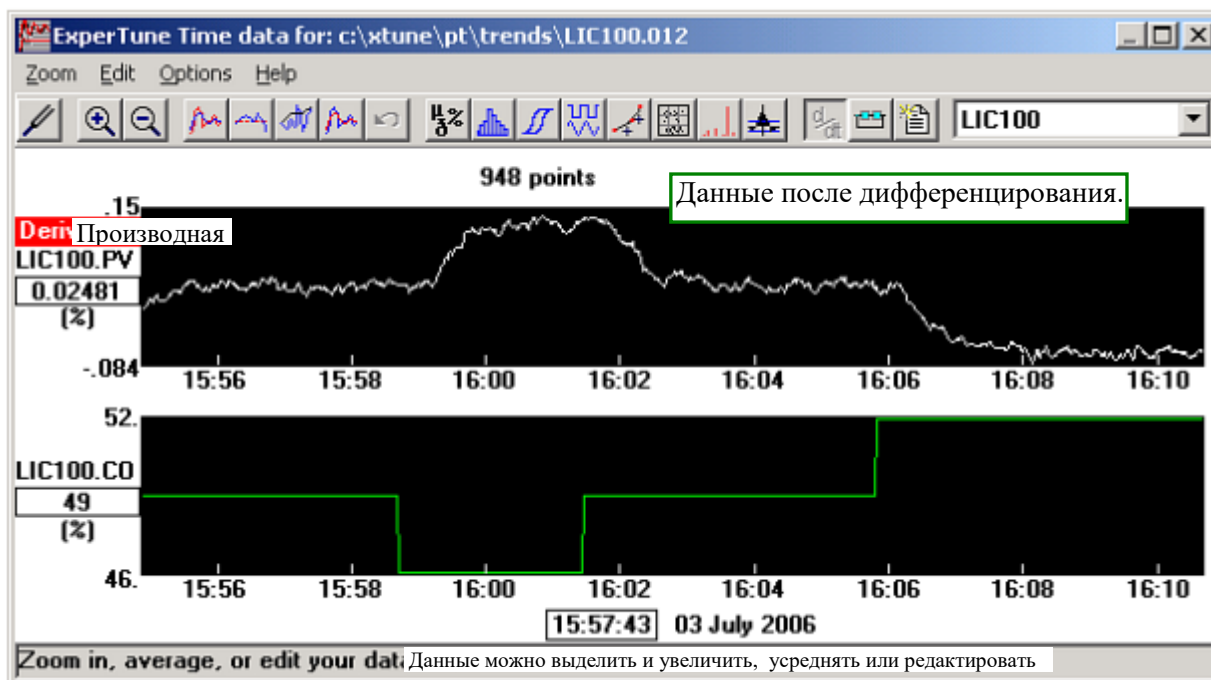 ExperTune Time data for: c:\xtune\pt\trends\LIC100.012
Zoom Edit Options Help
LIC100
948 points
Данные после дифференцирования.
.15
Производная
LIC100.PV
0.02481
(%)
-.084
15:56 15:58 16:00 16:02 16:04 16:06 16:08 16:10
52.
LIC100.CO
49
(%)
46.
15:56 15:58 16:00 16:02 16:04 16:06 16:08 16:10
15:57:43 03 July 2006
Zoom in, average, or edit your data Данные можно выделить и увеличить, усреднять или редактировать